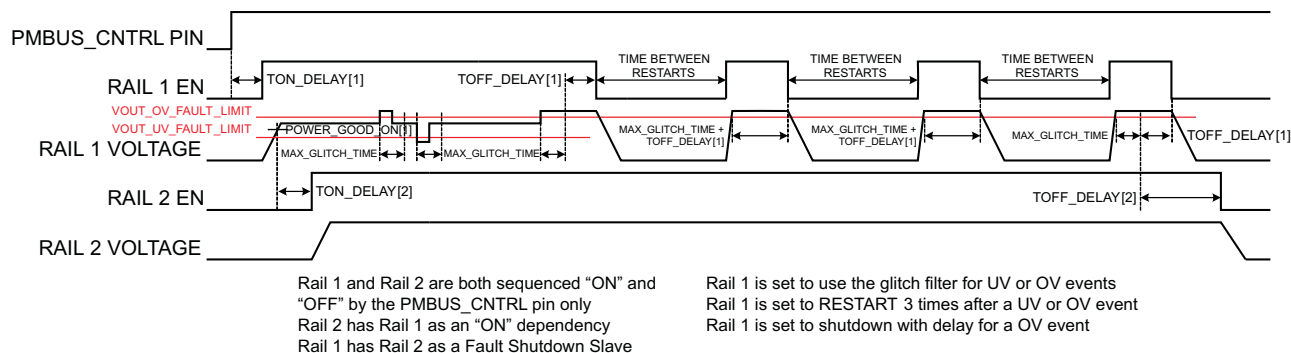 PMBUS_CNTRL PIN
TIME BETWEEN
RESTARTS
TIME BETWEEN
RESTARTS
TIME BETWEEN
RESTARTS
RAIL 1 EN
TON_DELAY[1]
TOFF_DELAY[1]
VOUT_OV_FAULT_LIMIT
VOUT_UV_FAULT_LIMIT
POWER_GOOD_ON[1]
RAIL 1 VOLTAGE
MAX_GLITCH_TIME
MAX_GLITCH_TIME
MAX_GLITCH_TIME +
TOFF_DELAY[1]
MAX_GLITCH_TIME +
TOFF_DELAY[1]
MAX_GLITCH_TIME
TOFF_DELAY[1]
RAIL 2 EN
TON_DELAY[2]
TOFF_DELAY[2]
RAIL 2 VOLTAGE
Rail 1 and Rail 2 are both sequenced “ON” and
“OFF” by the PMBUS_CNTRL pin only
Rail 2 has Rail 1 as an “ON” dependency
Rail 1 has Rail 2 as a Fault Shutdown Slave
Rail 1 is set to use the glitch filter for UV or OV events
Rail 1 is set to RESTART 3 times after a UV or OV event
Rail 1 is set to shutdown with delay for a OV event